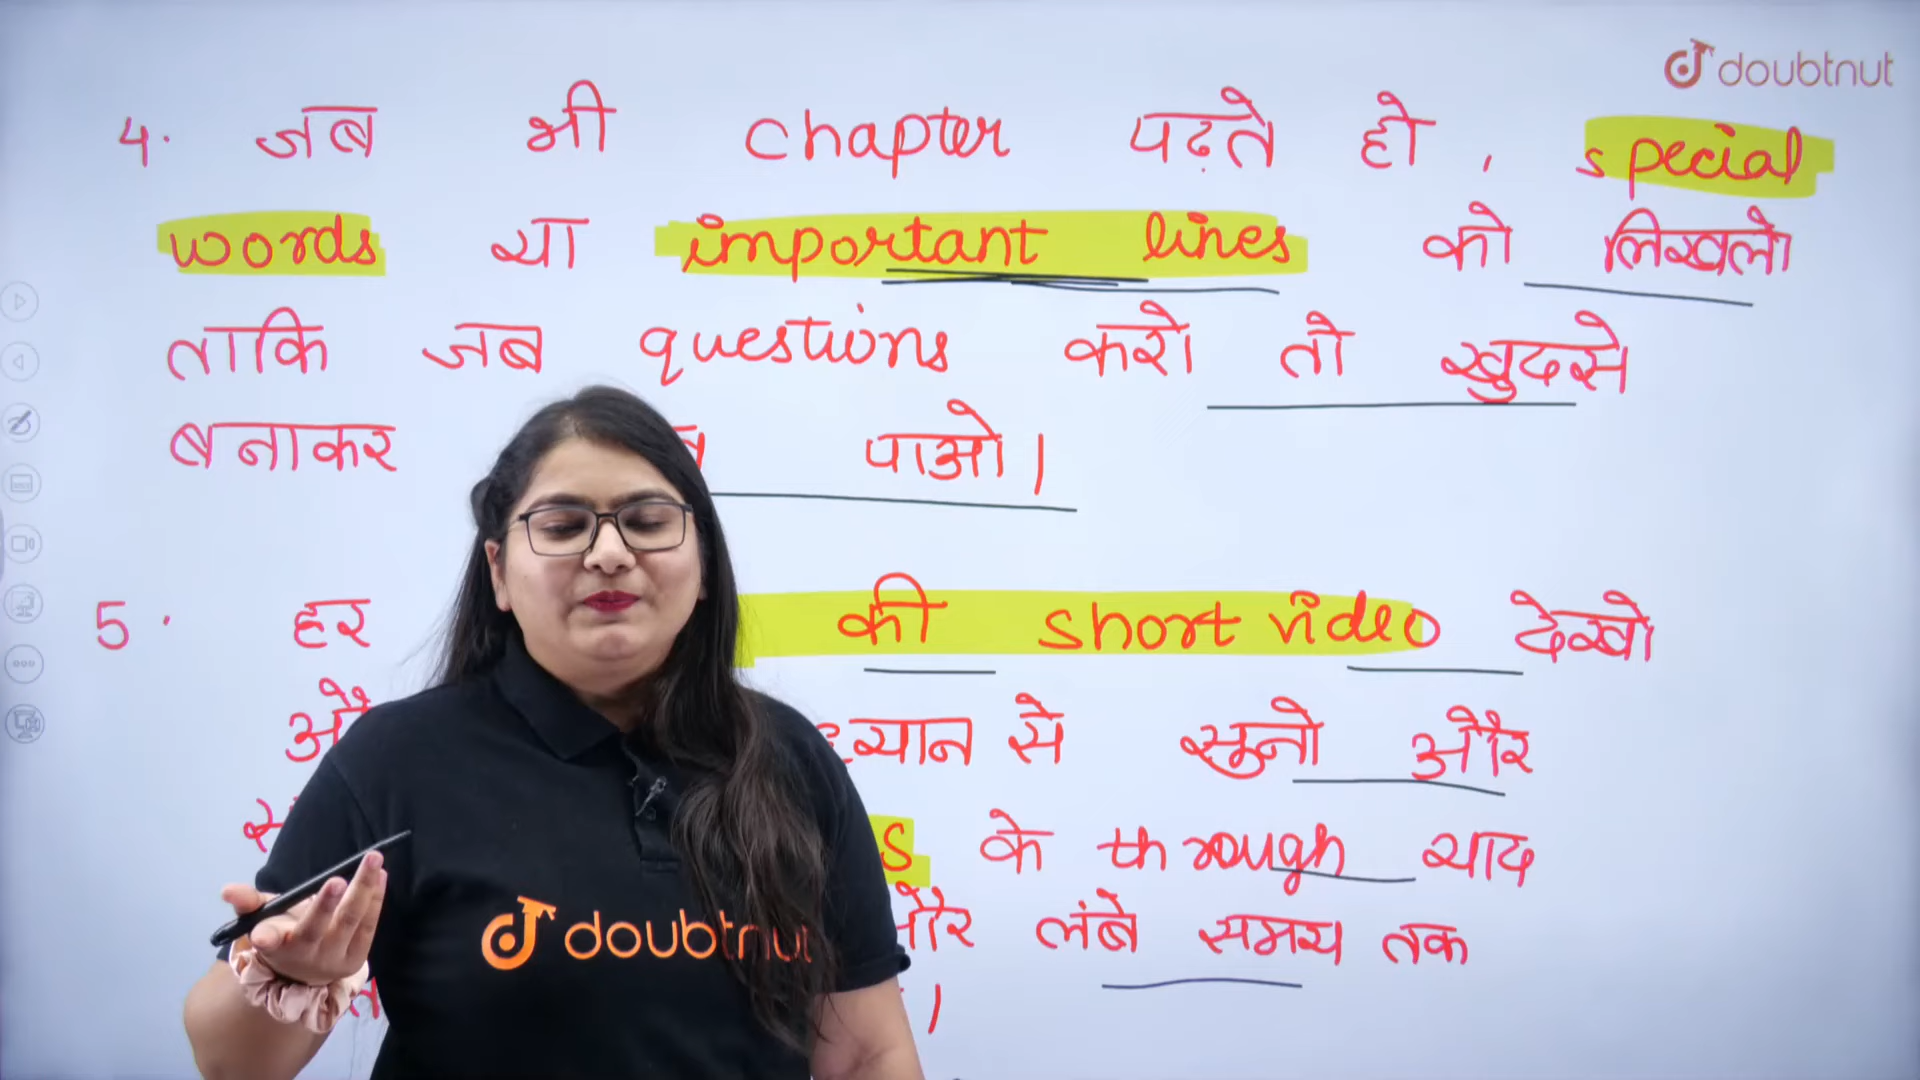 doubtnut
4. जब भी chapter पढ़ते हो , special
words या important lines को लिखलो
ताकि जब questions करो तो खुदसे
बनाकर पाओ।
5. हर की short video देखो
ध्यान से सुनो और
के through याद
और लंबे समय तक
doubtnut